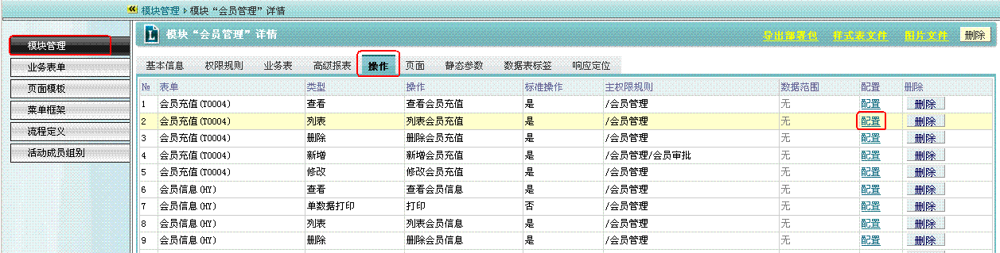 模块管理 模块“会员管理”详情
模块管理
业务表单
页面模板
菜单框架
流程定义
活动成员组别
模块“会员管理”详情 导出部署包 样式表文件 图片文件 删除
基本信息 权限规则 业务表 高级报表 操作 页面 静态参数 数据表标签 响应定位
№ 表单 类型 操作 标准操作 主权限规则 数据范围 配置 删除
1 会员充值(T0004) 查看 查看会员充值 是 /会员管理 无 配置 删除
2 会员充值(T0004) 列表 列表会员充值 是 /会员管理 无 配置 删除
3 会员充值(T0004) 删除 删除会员充值 是 /会员管理 无 配置 删除
4 会员充值(T0004) 新增 新增会员充值 是 /会员管理/会员审批 无 配置 删除
5 会员充值(T0004) 修改 修改会员充值 是 /会员管理 无 配置 删除
6 会员信息(HY) 查看 查看会员信息 是 /会员管理 无 配置 删除
7 会员信息(HY) 单数据打印 打印 否 /会员管理 无 配置 删除
8 会员信息(HY) 列表 列表会员信息 是 /会员管理 无 配置 删除
9 会员信息(HY) 删除 删除会员信息 是 /会员管理 无 配置 删除